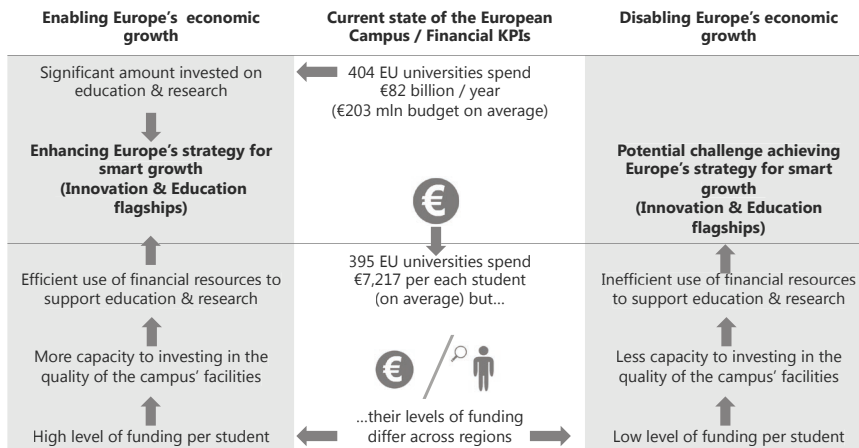 Enabling Europe's economic
growth
Current state of the European
Campus / Financial KPIs
Disabling Europe's economic
growth
Significant amount invested on
education & research
404 EU universities spend
€82 billion / year
(€203 mln budget on average)
Enhancing Europe's strategy for
smart growth
(Innovation & Education
flagships)
€
Potential challenge achieving
Europe's strategy for smart
growth
(Innovation & Education
flagships)
Efficient use of financial resources to
support education & research
395 EU universities spend
€7,217 per each student
(on average) but...
Inefficient use of financial resources
to support education & research
More capacity to investing in the
quality of the campus' facilities
€
Less capacity to investing in the
quality of the campus' facilities
High level of funding per student
...their levels of funding
differ across regions
Low level of funding per student